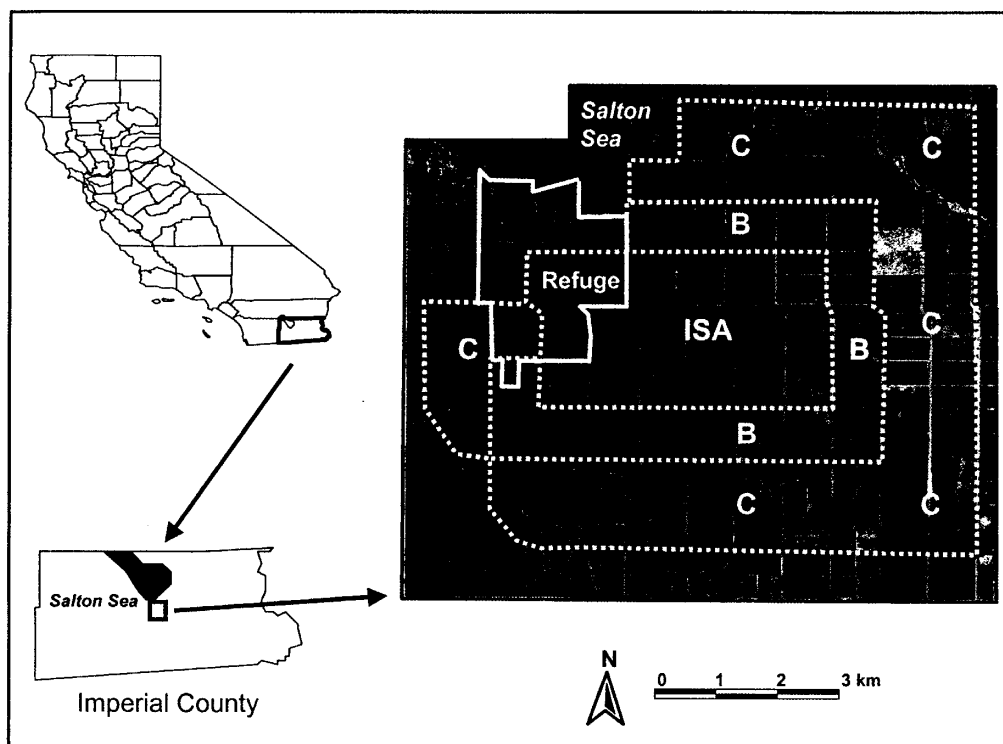 Salton
Sea
C
C
B
Refuge
ISA
C
C
B
B
C
C
Salton Sea
Imperial County
N
0 1 2 3 km